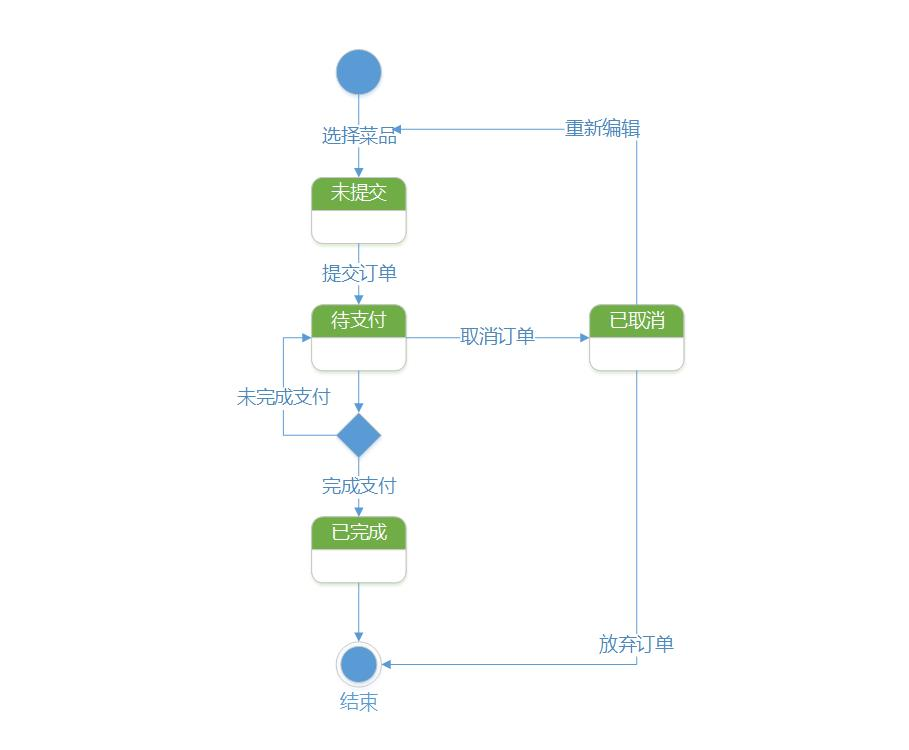 选择菜品
重新编辑
未提交
提交订单
待支付
取消订单
已取消
未完成支付
完成支付
已完成
放弃订单
结束